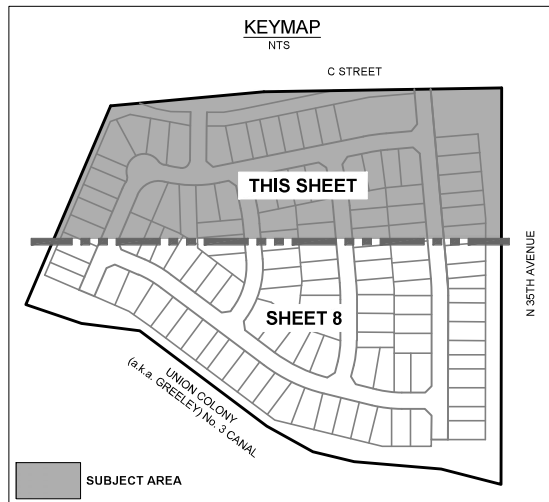 KEYMAP
NTS
C STREET
THIS SHEET
N 35TH AVENUE
SHEET 8
UNION COLONY
(a.k.a. GREELEY) No. 3 CANAL
SUBJECT AREA